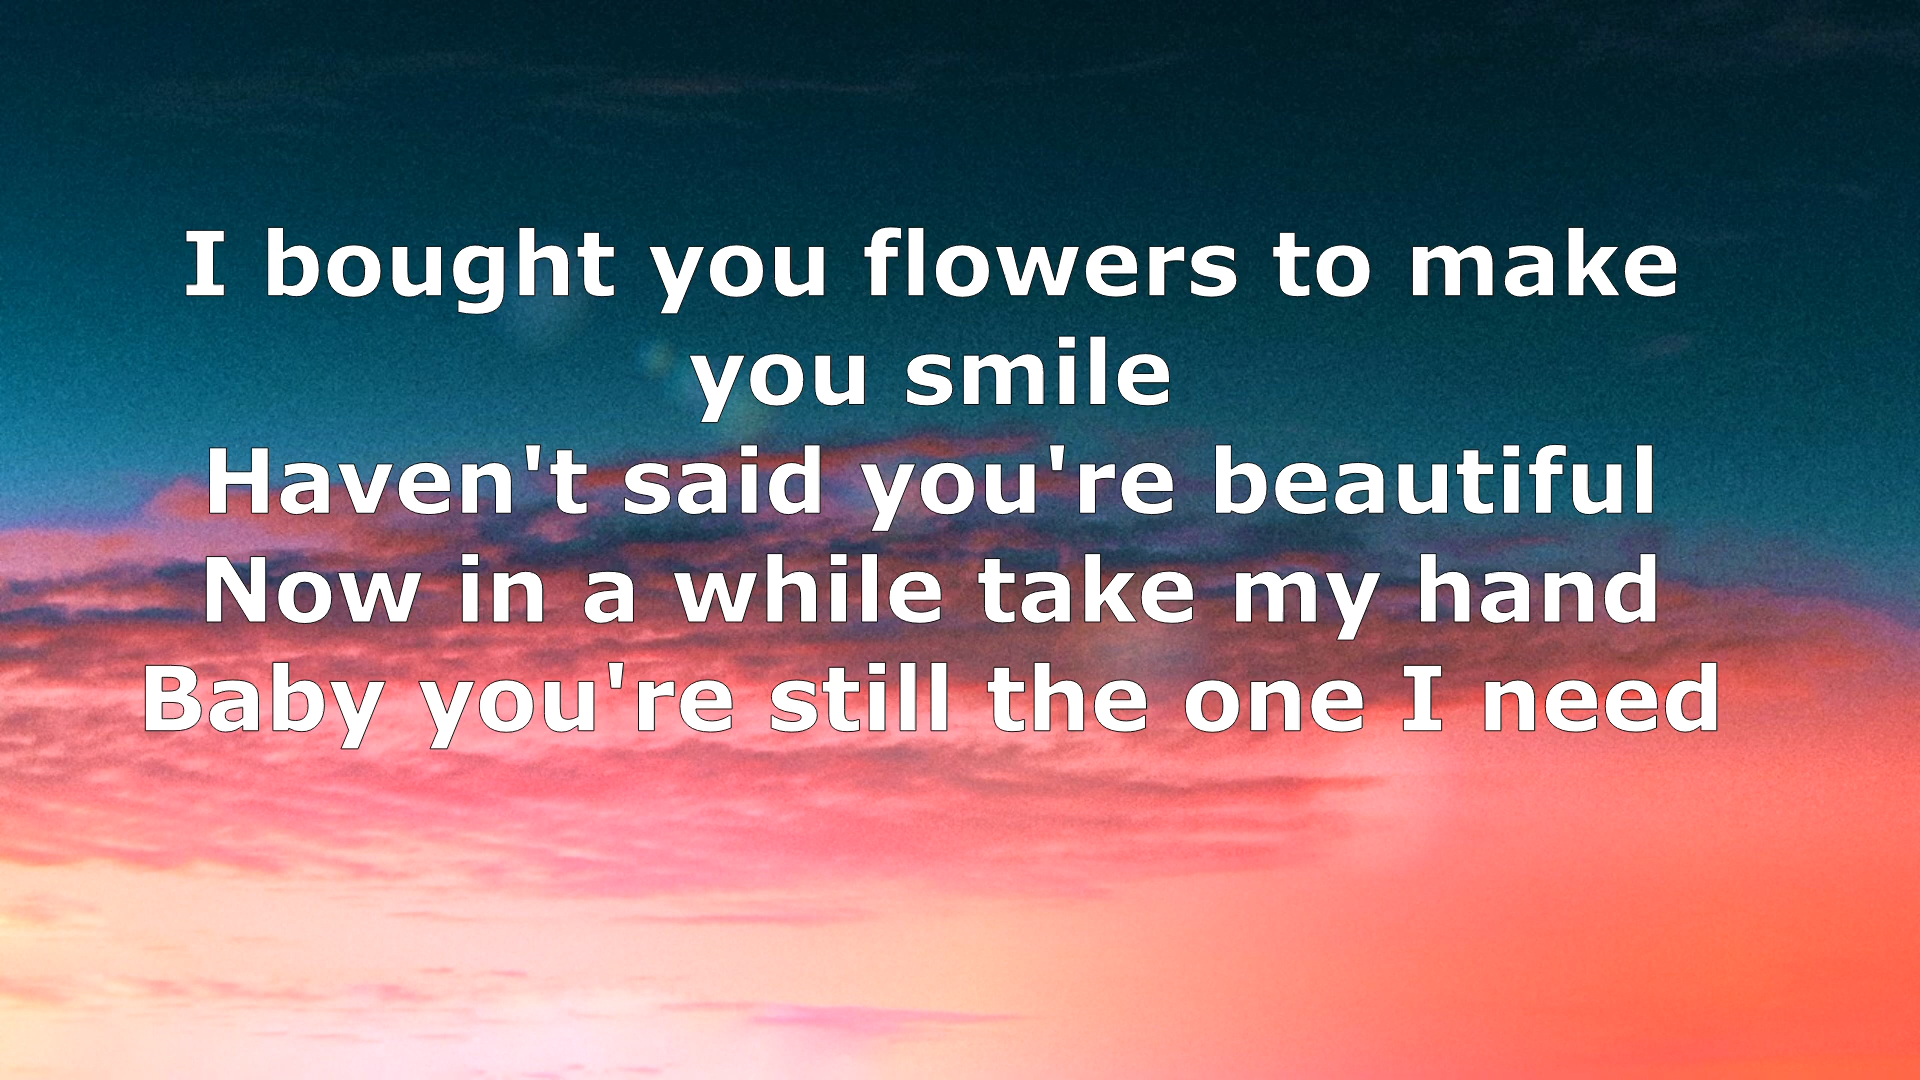 I bought you flowers to make
you smile
Haven't said you're beautiful
Now in a while take my hand
Baby you're still the one I need